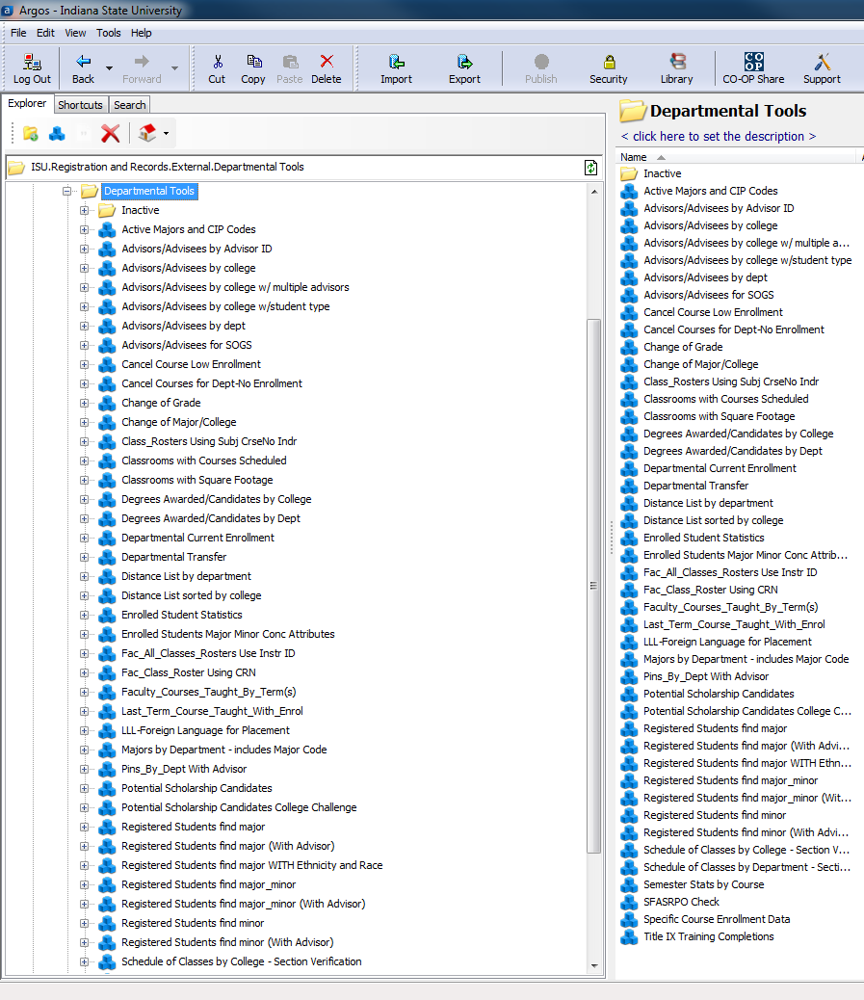 Argos - Indiana State University
File Edit View Tools Help
Log Out Back Forward Cut Copy Paste Delete Import Export Publish Security Library CO-OP Share Support
CO
OP
Explorer Shortcuts Search
ISU.Registration and Records.External.Departmental Tools
Departmental Tools
Inactive
Active Majors and CIP Codes
Advisors/Advisees by Advisor ID
Advisors/Advisees by college
Advisors/Advisees by college w/ multiple advisors
Advisors/Advisees by college w/student type
Advisors/Advisees by dept
Advisors/Advisees for SOGS
Cancel Course Low Enrollment
Cancel Courses for Dept-No Enrollment
Change of Grade
Change of Major/College
Class_Rosters Using Subj CrseNo Indr
Classrooms with Courses Scheduled
Classrooms with Square Footage
Degrees Awarded/Candidates by College
Degrees Awarded/Candidates by Dept
Departmental Current Enrollment
Departmental Transfer
Distance List by department
Distance List sorted by college
Enrolled Student Statistics
Enrolled Students Major Minor Conc Attributes
Fac_All_Classes_Rosters Use Instr ID
Fac_Class_Roster Using CRN
Faculty_Courses_Taught_By_Term(s)
Last_Term_Course_Taught_With_Enrol
LLL-Foreign Language for Placement
Majors by Department - includes Major Code
Pins_By_Dept With Advisor
Potential Scholarship Candidates
Potential Scholarship Candidates College Challenge
Registered Students find major
Registered Students find major (With Advisor)
Registered Students find major WITH Ethnicity and Race
Registered Students find major_minor
Registered Students find major_minor (With Advisor)
Registered Students find minor
Registered Students find minor (With Advisor)
Schedule of Classes by College - Section Verification
Departmental Tools
< click here to set the description >
Name
Inactive
Active Majors and CIP Codes
Advisors/Advisees by Advisor ID
Advisors/Advisees by college
Advisors/Advisees by college w/ multiple a...
Advisors/Advisees by college w/student type
Advisors/Advisees by dept
Advisors/Advisees for SOGS
Cancel Course Low Enrollment
Cancel Courses for Dept-No Enrollment
Change of Grade
Change of Major/College
Class_Rosters Using Subj CrseNo Indr
Classrooms with Courses Scheduled
Classrooms with Square Footage
Degrees Awarded/Candidates by College
Degrees Awarded/Candidates by Dept
Departmental Current Enrollment
Departmental Transfer
Distance List by department
Distance List sorted by college
Enrolled Student Statistics
Enrolled Students Major Minor Conc Attrib...
Fac_All_Classes_Rosters Use Instr ID
Fac_Class_Roster Using CRN
Faculty_Courses_Taught_By_Term(s)
Last_Term_Course_Taught_With_Enrol
LLL-Foreign Language for Placement
Majors by Department - includes Major Code
Pins_By_Dept With Advisor
Potential Scholarship Candidates
Potential Scholarship Candidates College C...
Registered Students find major
Registered Students find major (With Advi...
Registered Students find major WITH Ethn...
Registered Students find major_minor
Registered Students find major_minor (Wit...
Registered Students find minor
Registered Students find minor (With Advi...
Schedule of Classes by College - Section V...
Schedule of Classes by Department - Secti...
Semester Stats by Course
SFASRPO Check
Specific Course Enrollment Data
Title IX Training Completions